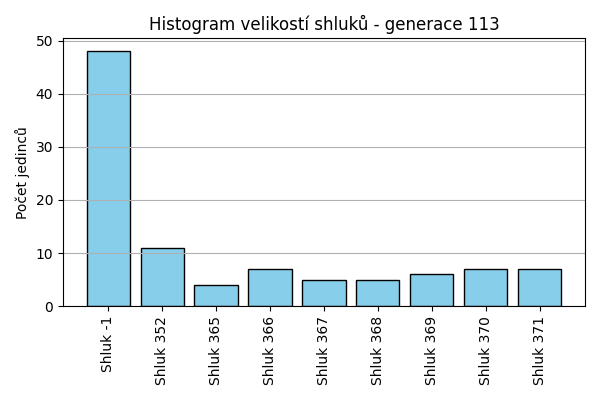 Histogram velikostí shluků - generace 113
Počet jedinců
50
40
30
20
10
0
Shluk -1
Shluk 352
Shluk 365
Shluk 366
Shluk 367
Shluk 368
Shluk 369
Shluk 370
Shluk 371